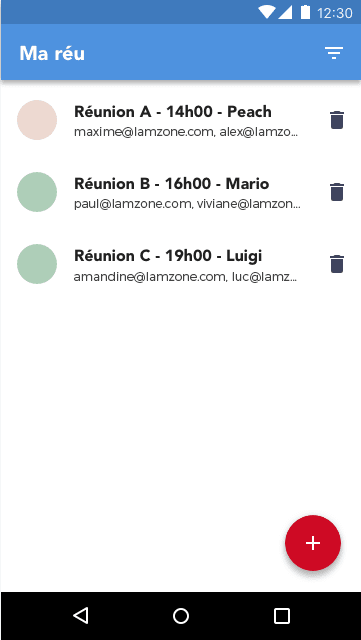 12:30
Ma réu
Réunion A - 14h00 - Peach
maxime@lamzone.com, alex@lamzo...
Réunion B - 16h00 - Mario
paul@lamzone.com, viviane@lamzon...
Réunion C - 19h00 - Luigi
amandine@lamzone.com, luc@lamz...